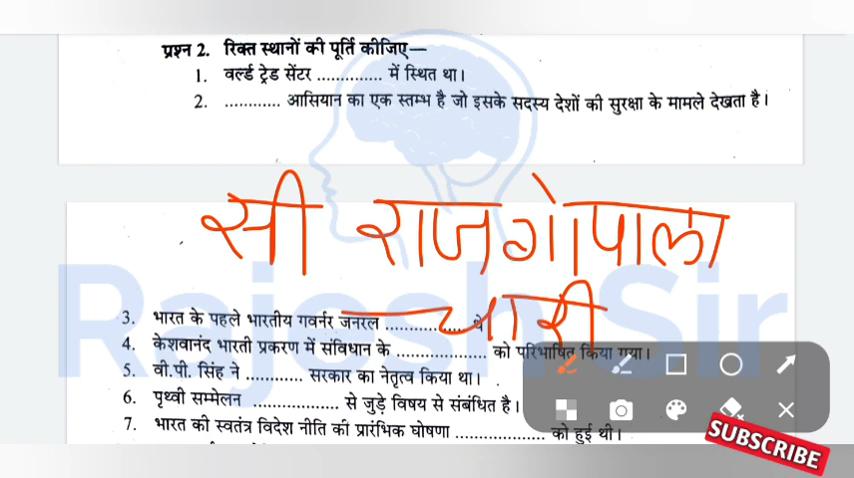 प्रश्न 2. रिक्त स्थानों की पूर्ति कीजिए—
1. वर्ल्ड ट्रेड सेंटर .............. में स्थित था।
2. ............ आसियान का एक स्तम्भ है जो इसके सदस्य देशों की सुरक्षा के मामले देखता है।
सी राजगोपाला
चारी
Rajesh Sir
3. भारत के पहले भारतीय गवर्नर जनरल ................. थे
4. केशवानंद भारती प्रकरण में संविधान के ................... को परिभाषित किया गया।
5. वी.पी. सिंह ने ............ सरकार का नेतृत्व किया था।
6. पृथ्वी सम्मेलन .................. से जुड़े विषय से संबंधित है।
7. भारत की स्वतंत्र विदेश नीति की प्रारंभिक घोषणा ................... को हुई थी।
SUBSCRIBE